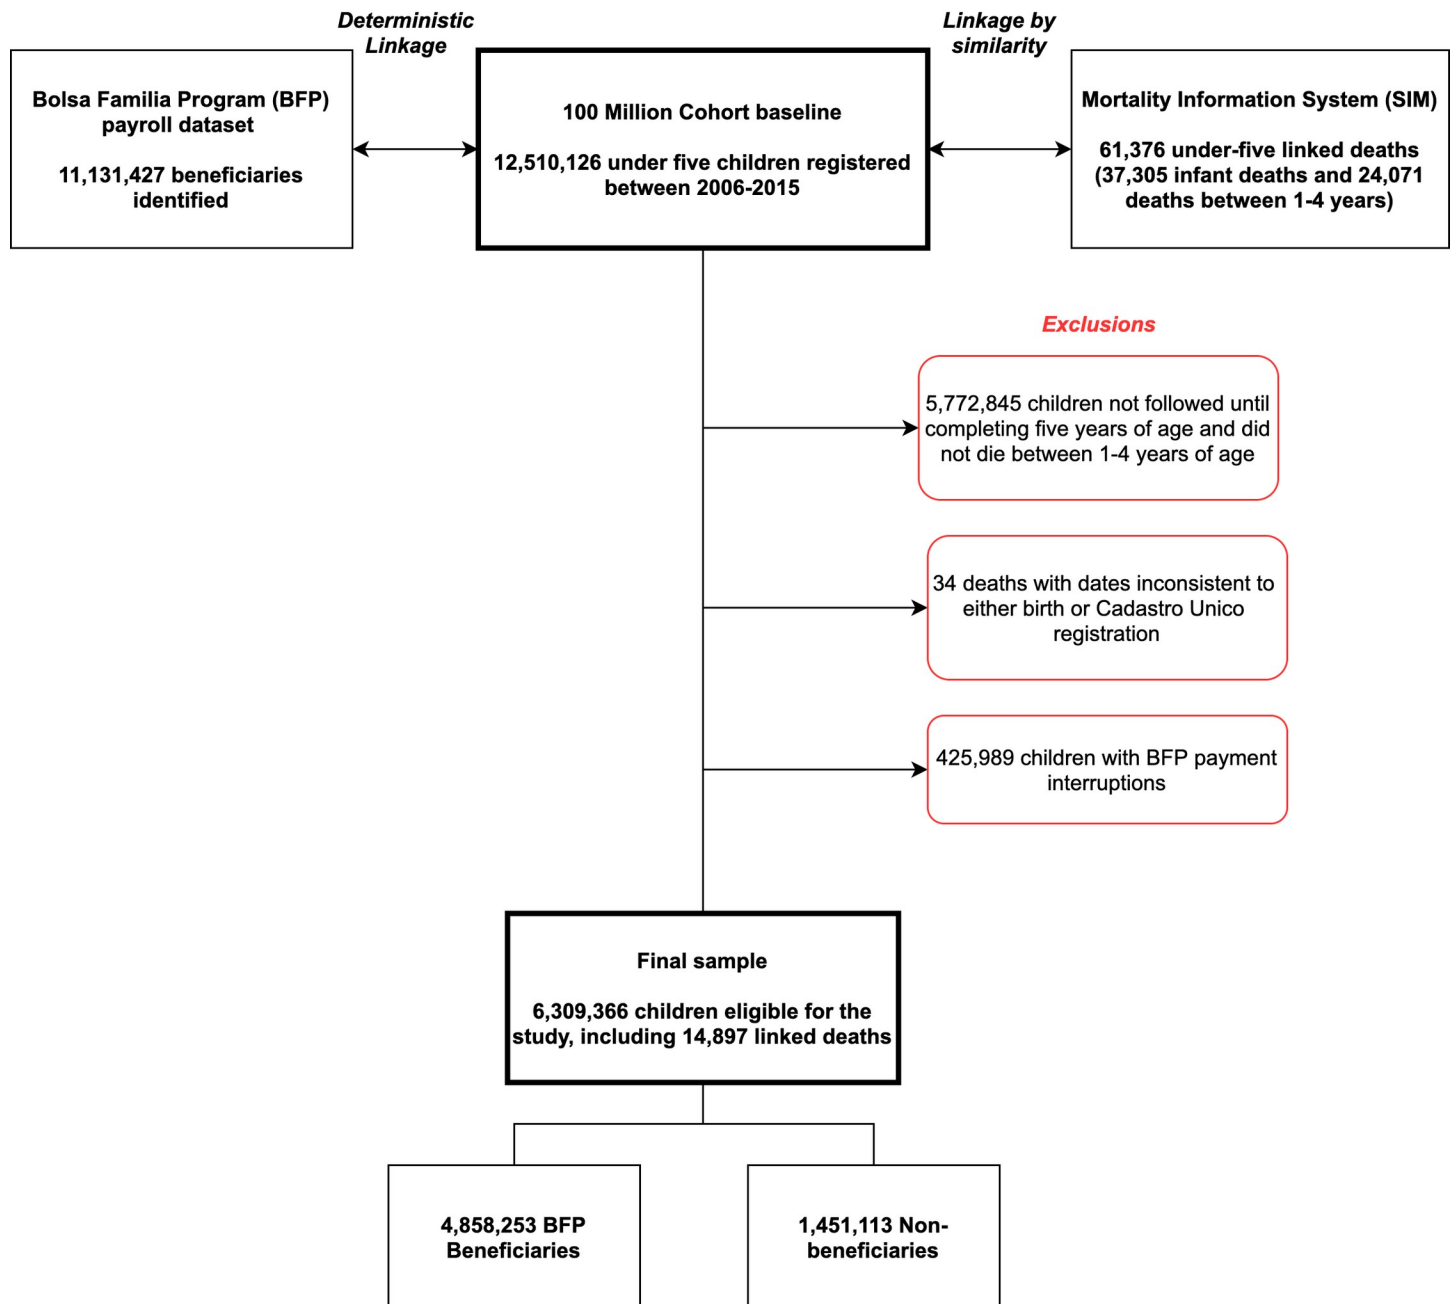 Deterministic
Linkage
Linkage by
similarity
Bolsa Familia Program (BFP)
payroll dataset
11,131,427 beneficiaries
identified
100 Million Cohort baseline
12,510,126 under five children registered
between 2006-2015
Mortality Information System (SIM)
61,376 under-five linked deaths
(37,305 infant deaths and 24,071
deaths between 1-4 years)
Exclusions
5,772,845 children not followed until
completing five years of age and did
not die between 1-4 years of age
34 deaths with dates inconsistent to
either birth or Cadastro Unico
registration
425,989 children with BFP payment
interruptions
Final sample
6,309,366 children eligible for the
study, including 14,897 linked deaths
4,858,253 BFP
Beneficiaries
1,451,113 Non-
beneficiaries